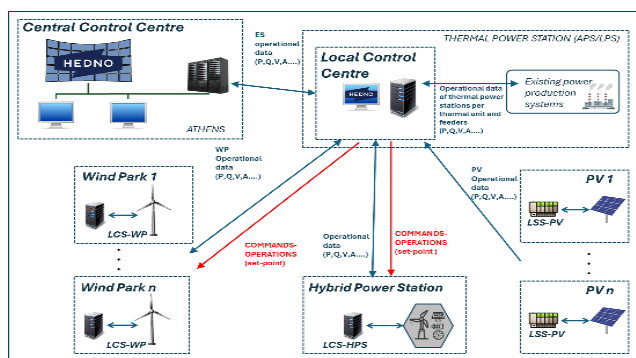 Central Control Centre
HEDNO
ATHENS
ES
operational
data
(P,Q,V,A....)
THERMAL POWER STATION (APS/LPS)
Local Control
Centre
HEDNO
Operational data
of thermal power
stations per
thermal unit and
feeders
(P,Q,V,A....)
Existing power
production
systems
WP
Operational
data
(P,Q,V,A....)
PV
Operational
data
(P,Q,V,A....)
Wind Park 1
LCS-WP
COMMANDS-
OPERATIONS
(set-point)
Operational
data
(P,Q,V,A....)
COMMANDS-
OPERATIONS
(set-point )
PV 1
LSS-PV
Wind Park n
LCS-WP
Hybrid Power Station
LCS-HPS
PV n
LSS-PV